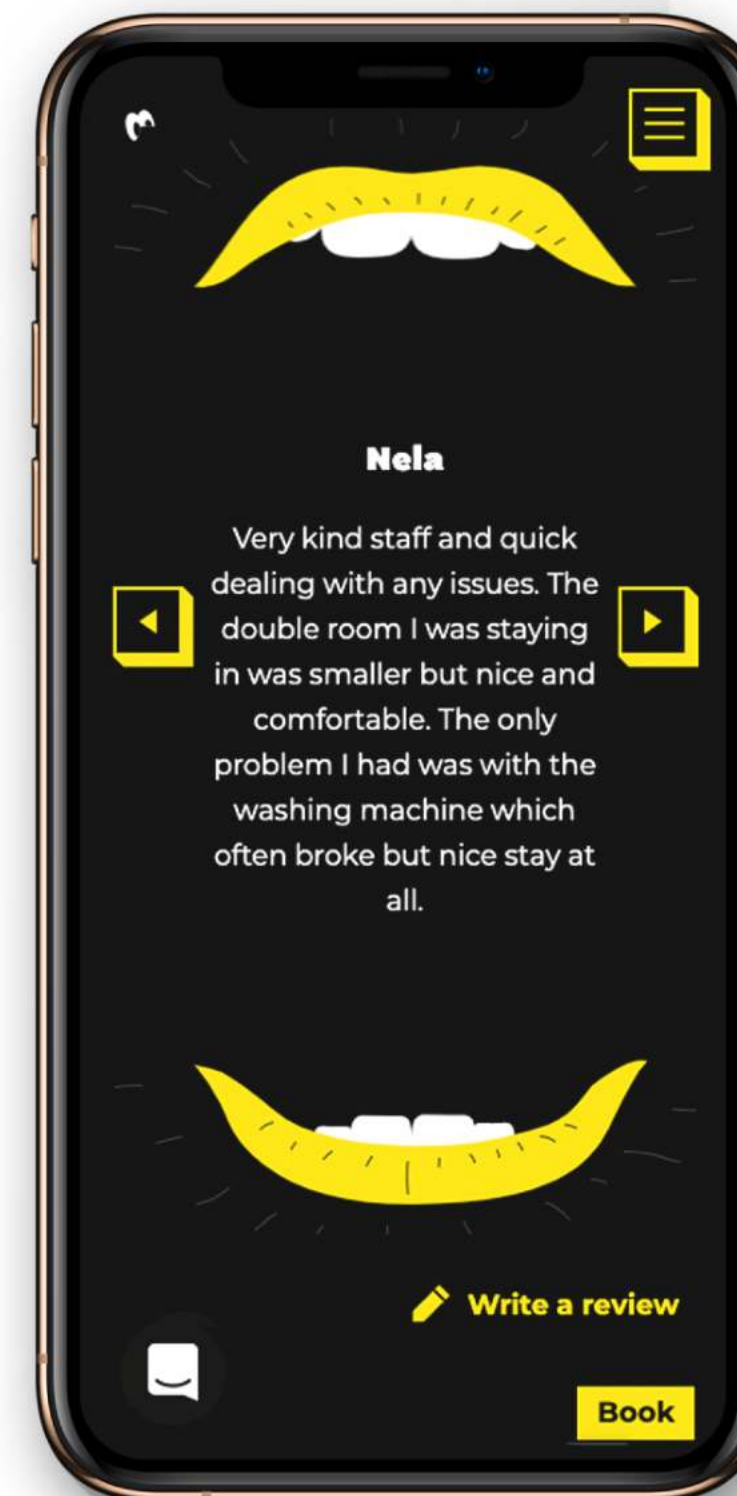 Nela
Very kind staff and quick
dealing with any issues. The
double room I was staying
in was smaller but nice and
comfortable. The only
problem I had was with the
washing machine which
often broke but nice stay at
all.
Write a review
Book